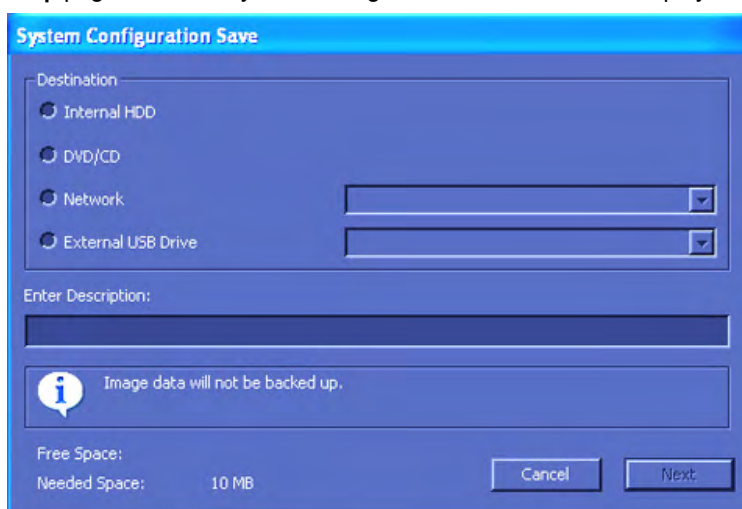 System Configuration Save
Destination
Internal HDD
DVD/CD
Network
External USB Drive
Enter Description:
Image data will not be backed up.
Free Space:
Needed Space: 10 MB
Cancel Next